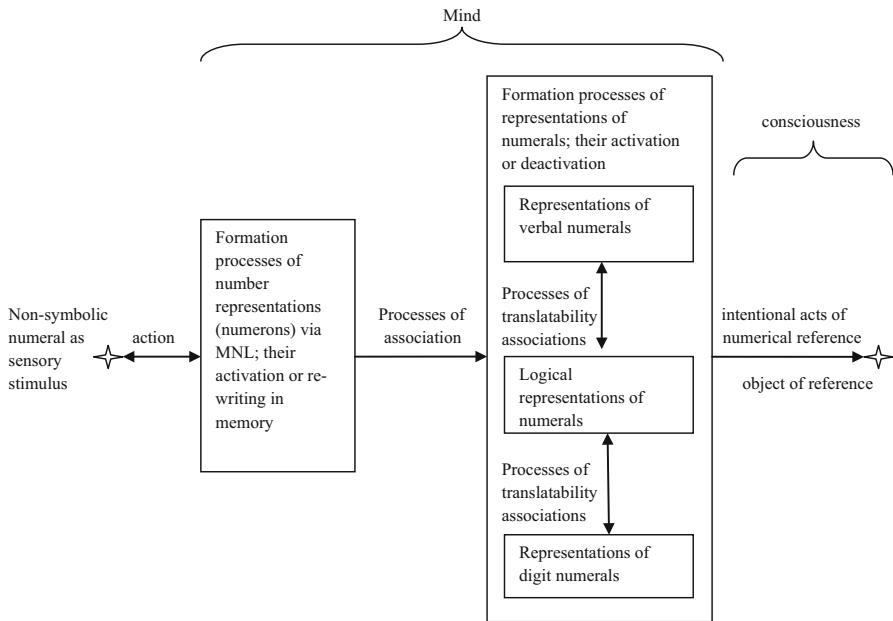 Mind
Formation processes of
representations of
numerals; their activation
or deactivation
consciousness
Representations of
verbal numerals
Formation
processes of
number
representations
(numerons) via
MNL; their
activation or re-
writing in
memory
Non-symbolic
numeral as
sensory
stimulus
action
Processes of
association
Processes of
translatability
associations
intentional acts of
numerical reference
object of reference
Logical
representations of
numerals
Processes of
translatability
associations
Representations of
digit numerals